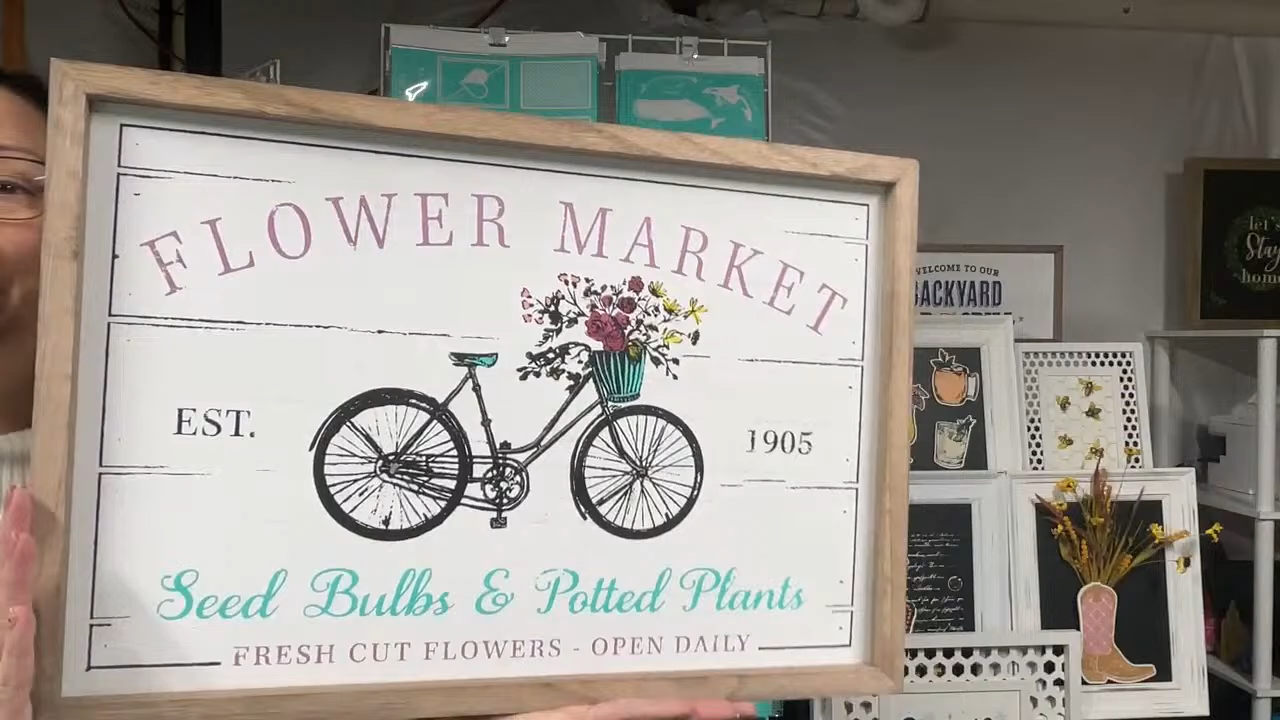 FLOWER MARKET
EST.
1905
Seed Bulbs & Potted Plants
FRESH CUT FLOWERS - OPEN DAILY
WELCOME TO OUR
BACKYARD
let's
Stay
home